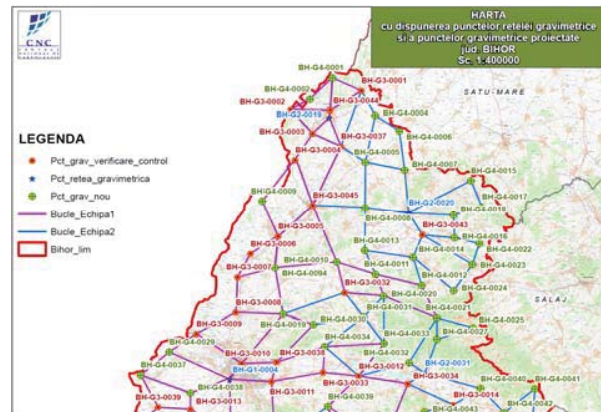 CNC
HARTA
cu dispunerea punctelor retelei gravimetrice
si a punctelor gravimetrice proiectate
jud. BIHOR
Sc. 1:400000
SATU-MARE
SALAJ
LEGENDA
Pct_grav_verificare_control
Pct_retea_gravimetrica
Pct_grav_nou
Bucle_Echipa1
Bucle_Echipa2
Bihor_lim
BH-G4-0001
BH-G3-0001
BH-G4-0002
BH-G3-0002
BH-G3-0044
BH-G2-0019
BH-G4-0004
BH-G3-0003
BH-G3-0037
BH-G4-0006
BH-G3-0004
BH-G4-0005
BH-G4-0007
BH-G4-0015
BH-G4-0009
BH-G3-0045
BH-G4-0017
BH-G2-0020
BH-G4-0008
BH-G3-0005
BH-G3-0043
BH-G4-0016
BH-G3-0006
BH-G4-0013
BH-G4-0014
BH-G4-0022
BH-G4-0010
BH-G4-0011
BH-G4-0023
BH-G3-0007
BH-G4-0094
BH-G4-0012
BH-G3-0032
BH-G4-0020
BH-G4-0024
BH-G3-0008
BH-G4-0031
BH-G4-0021
BH-G3-0009
BH-G4-0019
BH-G4-0030
BH-G4-0025
BH-G4-0033
BH-G4-0027
BH-G4-0029
BH-G4-0034
BH-G4-0032
BH-G3-0010
BH-G3-0038
BH-G2-0031
BH-G4-0037
BH-G1-0004
BH-G3-0012
BH-G3-0011
BH-G3-0033
BH-G3-0034
BH-G4-0038
BH-G4-0040
BH-G4-0041
BH-G3-0039
BH-G3-0013
BH-G4-0039
BH-G3-0014
BH-G4-0043
BH-G4-0042